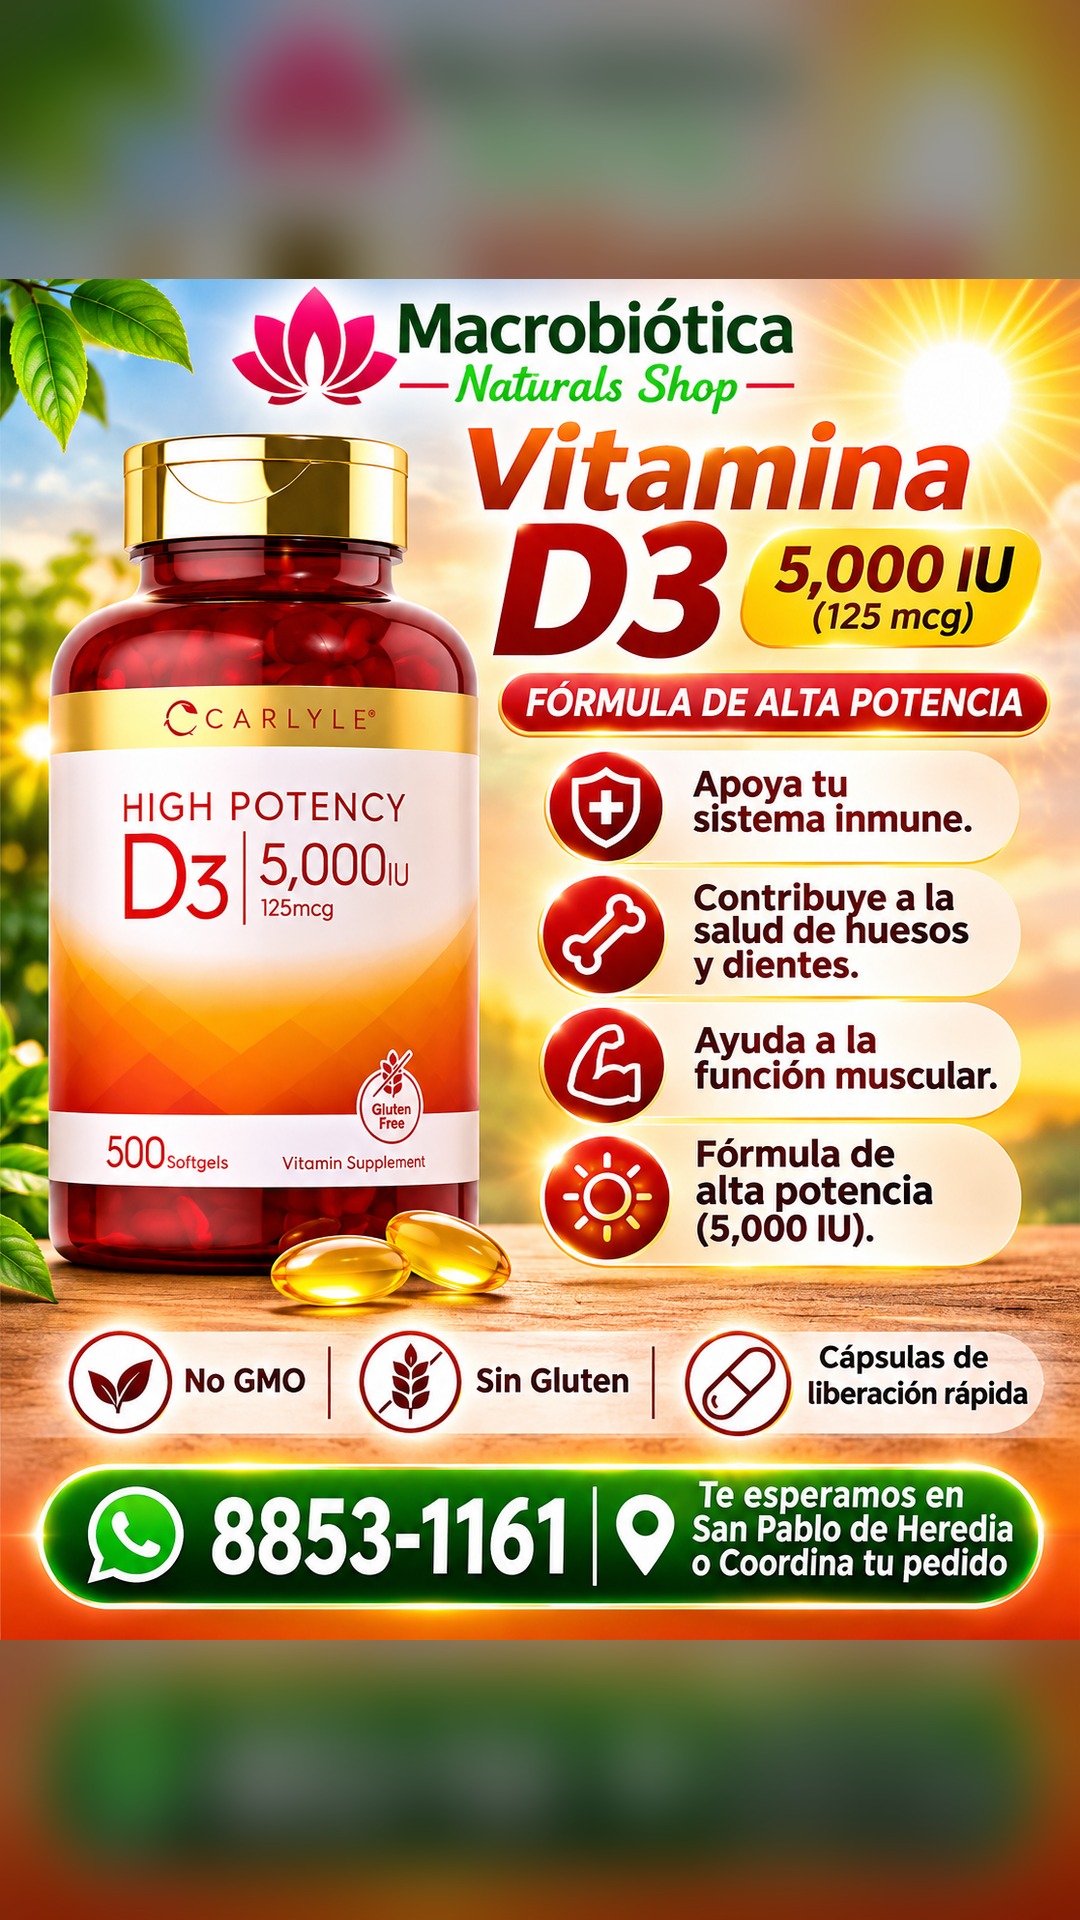 Macrobiótica
Naturals Shop
Vitamina
D3
5,000 IU
(125 mcg)
FÓRMULA DE ALTA POTENCIA
CARLYLE®
HIGH POTENCY
D3 5,000IU
125mcg
Gluten
Free
500 Softgels
Vitamin Supplement
Apoya tu
sistema inmune.
Contribuye a la
salud de huesos
y dientes.
Ayuda a la
función muscular.
Fórmula de
alta potencia
(5,000 IU).
No GMO
Sin Gluten
Cápsulas de
liberación rápida
8853-1161
Te esperamos en
San Pablo de Heredia
o Coordina tu pedido